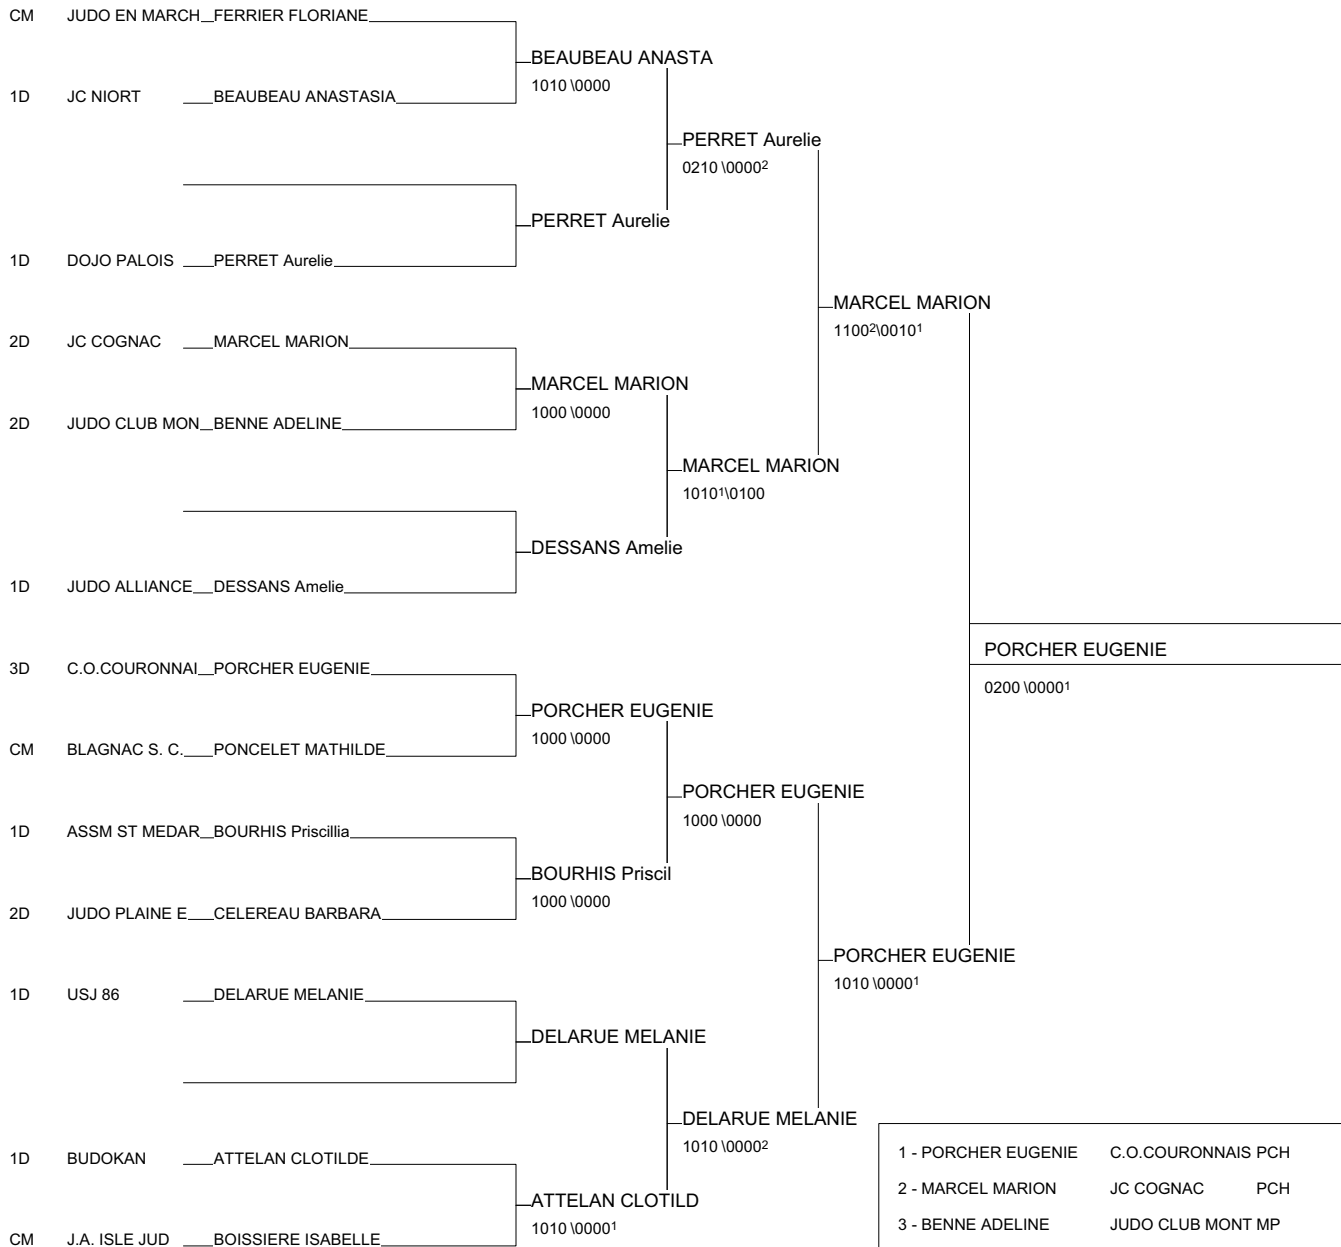 CM JUDO EN MARCH FERRIER FLORIANE
BEAUBEAU ANASTA
1010 \0000
1D JC NIORT BEAUBEAU ANASTASIA
PERRET Aurelie
0210 \0000²
PERRET Aurelie
1D DOJO PALOIS PERRET Aurelie
MARCEL MARION
1100²\0010¹
2D JC COGNAC MARCEL MARION
MARCEL MARION
1000 \0000
2D JUDO CLUB MON BENNE ADELINE
MARCEL MARION
1010¹\0100
DESSANS Amelie
1D JUDO ALLIANCE DESSANS Amelie
PORCHER EUGENIE
0200 \0000¹
3D C.O.COURONNAI PORCHER EUGENIE
PORCHER EUGENIE
1000 \0000
CM BLAGNAC S. C. PONCELET MATHILDE
PORCHER EUGENIE
1000 \0000
1D ASSM ST MEDAR BOURHIS Priscillia
BOURHIS Priscil
1000 \0000
2D JUDO PLAINE E CELEREAU BARBARA
PORCHER EUGENIE
1010 \0000¹
1D USJ 86 DELARUE MELANIE
DELARUE MELANIE
DELARUE MELANIE
1010 \0000²
1D BUDOKAN ATTELAN CLOTILDE
ATTELAN CLOTILD
1010 \0000¹
CM J.A. ISLE JUD BOISSIERE ISABELLE
1 - PORCHER EUGENIE C.O.COURONNAIS PCH
2 - MARCEL MARION JC COGNAC PCH
3 - BENNE ADELINE JUDO CLUB MONT MP